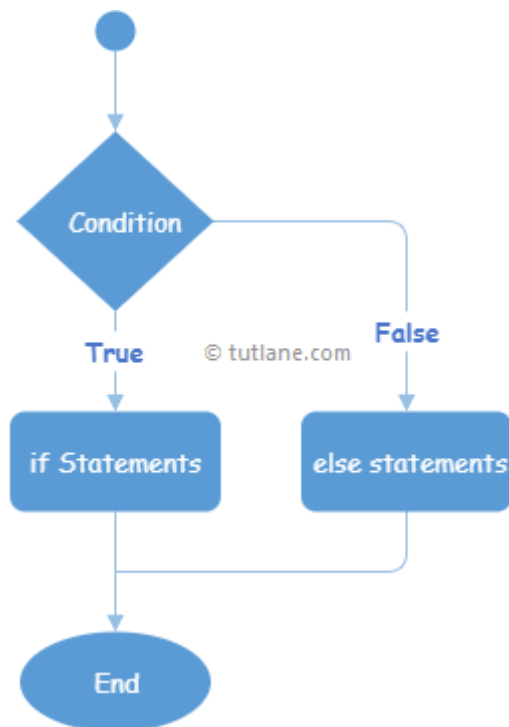 Condition
False
True
© tutlane.com
if Statements
else statements
End